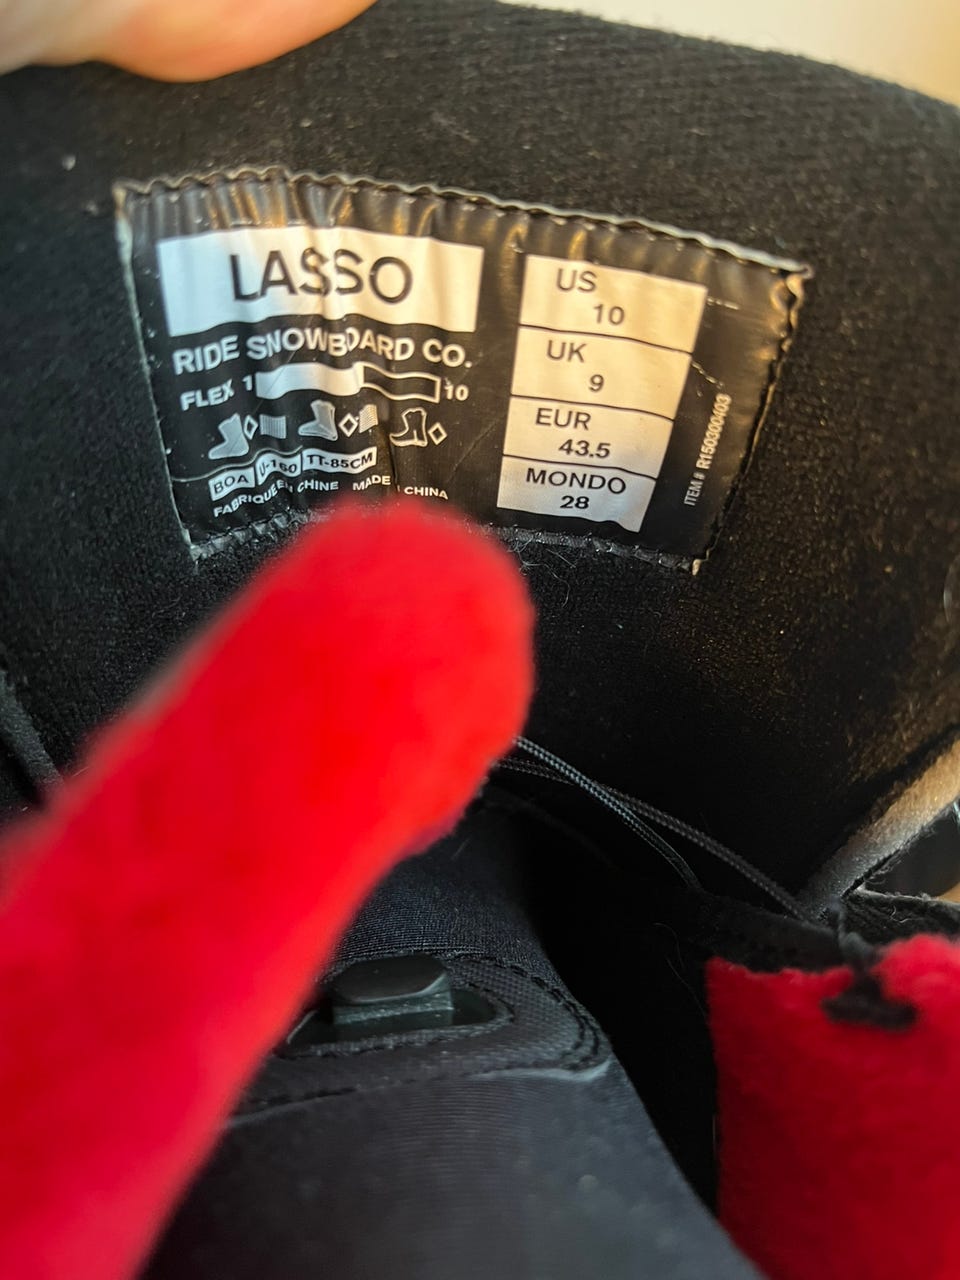 LASSO
RIDE SNOWBOARD CO.
FLEX 1 10
BOA U-160 TT-85CM
MADE CHINA
US
10
UK
9
EUR
43.5
MONDO
28
ITEM # R150300403